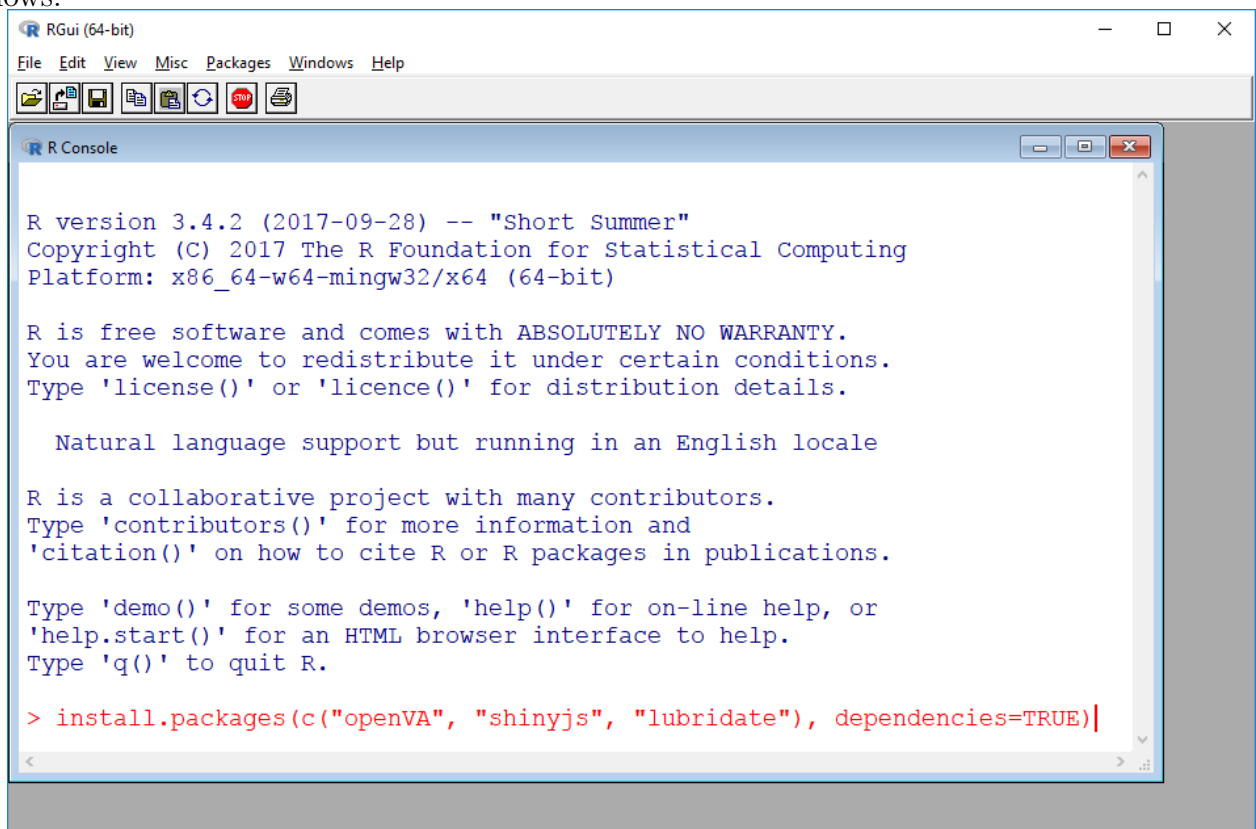 lows:
RGui (64-bit)
File Edit View Misc Packages Windows Help
STOP
R Console
R version 3.4.2 (2017-09-28) -- "Short Summer"
Copyright (C) 2017 The R Foundation for Statistical Computing
Platform: x86_64-w64-mingw32/x64 (64-bit)
R is free software and comes with ABSOLUTELY NO WARRANTY.
You are welcome to redistribute it under certain conditions.
Type 'license()' or 'licence()' for distribution details.
Natural language support but running in an English locale
R is a collaborative project with many contributors.
Type 'contributors()' for more information and
'citation()' on how to cite R or R packages in publications.
Type 'demo()' for some demos, 'help()' for on-line help, or
'help.start()' for an HTML browser interface to help.
Type 'q()' to quit R.
> install.packages(c("openVA", "shinyjs", "lubridate"), dependencies=TRUE)